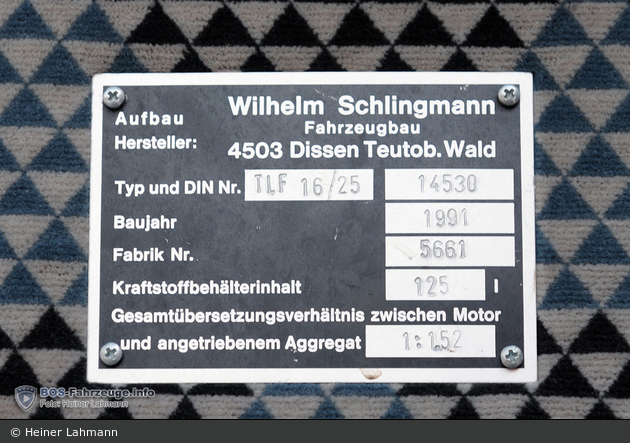 Aufbau Hersteller:
Wilhelm Schlingmann
Fahrzeugbau
4503 Dissen Teutob.Wald
Typ und DIN Nr. TLF 16/25 14530
Baujahr 1991
Fabrik Nr. 5661
Kraftstoffbehälterinhalt 125 l
Gesamtübersetzungsverhältnis zwischen Motor
und angetriebenem Aggregat 1:1.52
BOS-Fahrzeuge.info
Foto: Heiner Lahmann
© Heiner Lahmann